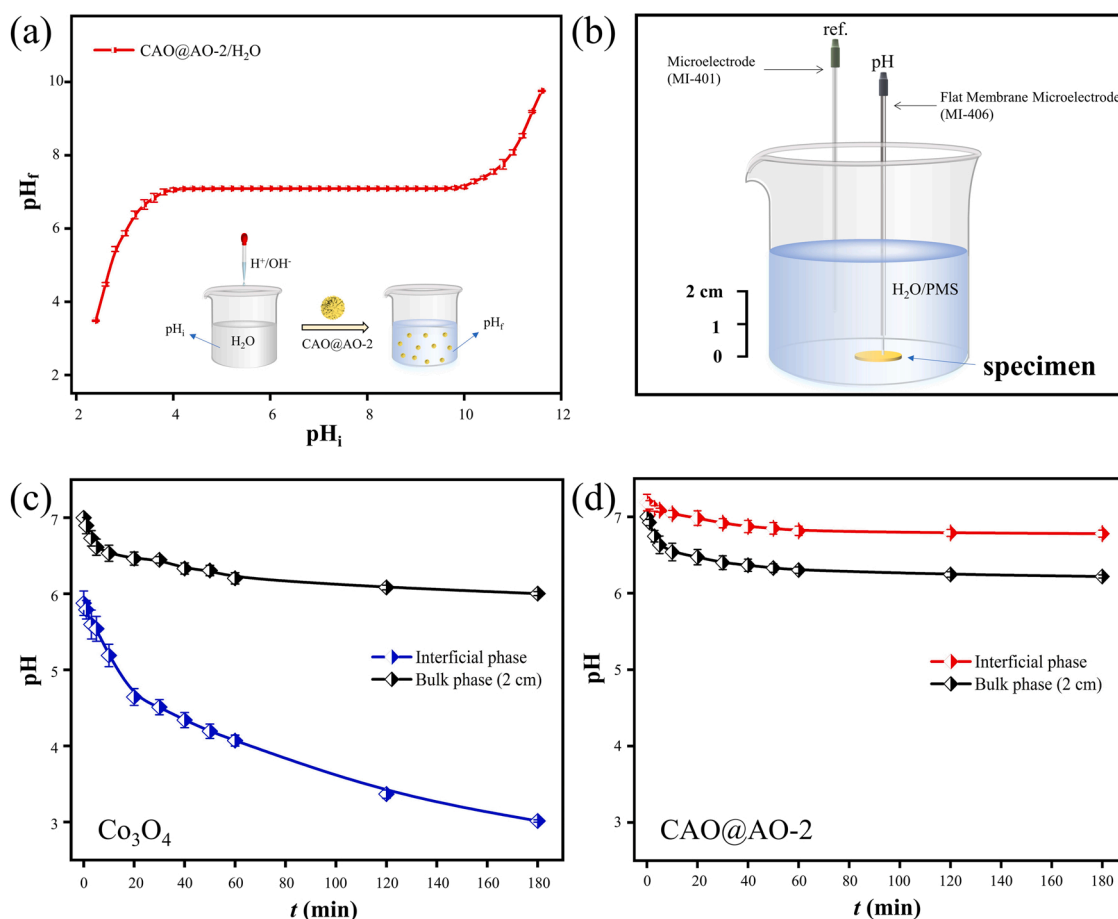 (a)
CAO@AO-2/H₂O
pH_f
10
8
6
4
2
H⁺/OH⁻
pH_i
H₂O
CAO@AO-2
pH_f
2
4
6
8
10
12
pH_i
(b)
ref.
pH
Microelectrode
(MI-401)
Flat Membrane Microelectrode
(MI-406)
H₂O/PMS
2 cm
1
0
specimen
(c)
pH
7
6
5
4
3
Interficial phase
Bulk phase (2 cm)
Co₃O₄
0
20
40
60
80
100
120
140
160
180
t (min)
(d)
pH
7
6
5
4
3
Interficial phase
Bulk phase (2 cm)
CAO@AO-2
0
20
40
60
80
100
120
140
160
180
t (min)